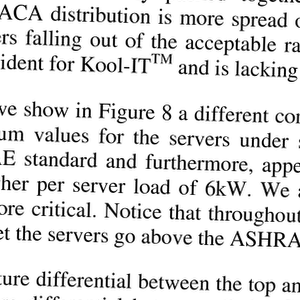 ACA distribution is more spread o
rs falling out of the acceptable ra
ident for Kool-IT™ and is lacking
ve show in Figure 8 a different con
um values for the servers under s
E standard and furthermore, appe
her per server load of 6kW. We a
ore critical. Notice that throughout
et the servers go above the ASHRA
ture differential between the top an